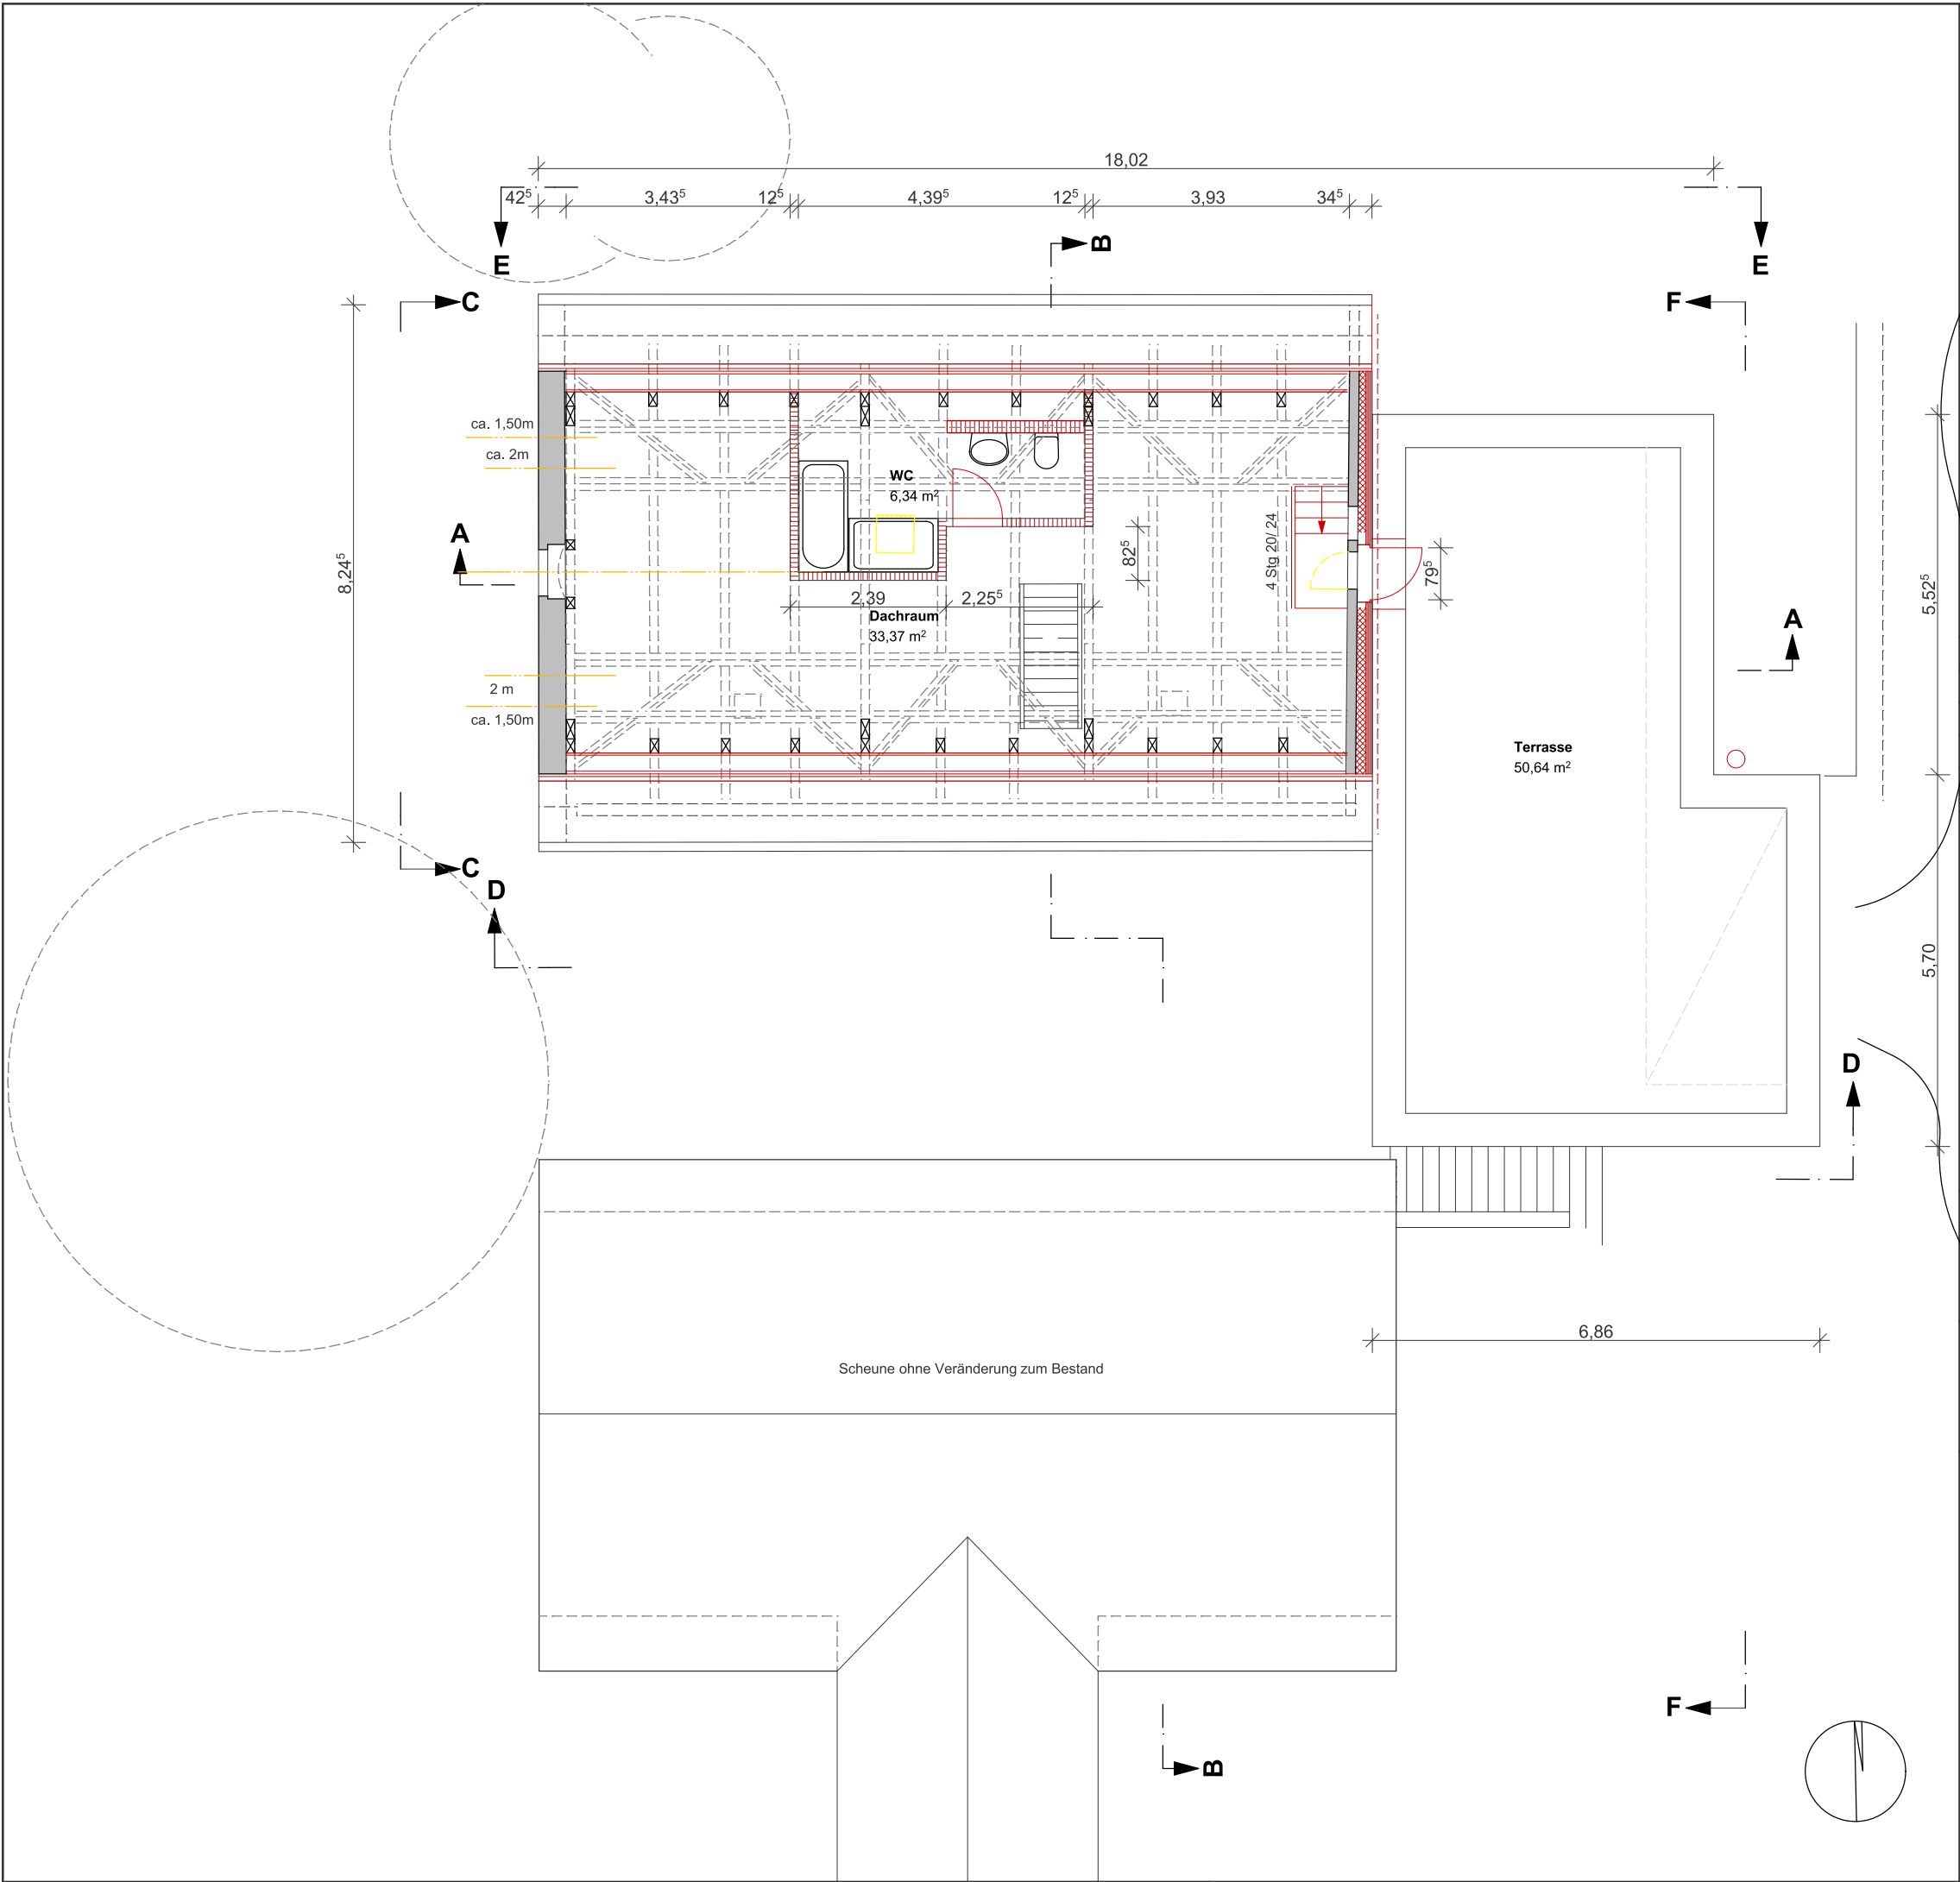 18,02
42⁵ 3,43⁵ 12⁵ 4,39⁵ 12⁵ 3,93 34⁵
B
E E
C F
ca. 1,50m
ca. 2m
WC
6,34 m²
A
8,24⁵
82⁵
4 Stg 20/ 24
79⁵
5,52⁵
2,39 2,25⁵
Dachraum
33,37 m²
A
2 m
ca. 1,50m
Terrasse
50,64 m²
C
D
5,70
D
6,86
Scheune ohne Veränderung zum Bestand
F
B